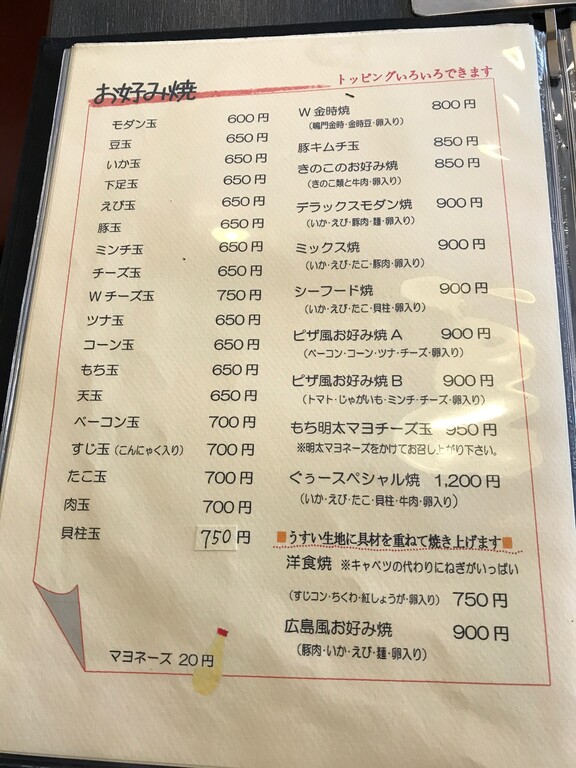 お好み焼
トッピングいろいろできます
モダン玉 600円
豆玉 650円
いか玉 650円
下足玉 650円
えび玉 650円
豚玉 650円
ミンチ玉 650円
チーズ玉 650円
Wチーズ玉 750円
ツナ玉 650円
コーン玉 650円
もち玉 650円
天玉 650円
ベーコン玉 700円
すじ玉(こんにゃく入り) 700円
たこ玉 700円
肉玉 700円
貝柱玉 750円
マヨネーズ 20円
W金時焼 800円
(鳴門金時・金時豆・卵入り)
豚キムチ玉 850円
きのこのお好み焼 850円
(きのこ類と牛肉・卵入り)
デラックスモダン焼 900円
(いか・えび・豚肉・麺・卵入り)
ミックス焼 900円
(いか・えび・たこ・豚肉・卵入り)
シーフード焼 900円
(いか・えび・たこ・貝柱・卵入り)
ピザ風お好み焼A 900円
(ベーコン・コーン・ツナ・チーズ・卵入り)
ピザ風お好み焼B 900円
(トマト・じゃがいも・ミンチ・チーズ・卵入り)
もち明太マヨチーズ玉 950円
※明太マヨネーズをかけてお召し上がり下さい。
ぐぅースペシャル焼 1,200円
(いか・えび・たこ・貝柱・牛肉・卵入り)
■うすい生地に具材を重ねて焼き上げます■
洋食焼 ※キャベツの代わりにねぎがいっぱい
(すじコン・ちくわ・紅しょうが・卵入り) 750円
広島風お好み焼 900円
(豚肉・いか・えび・麺・卵入り)